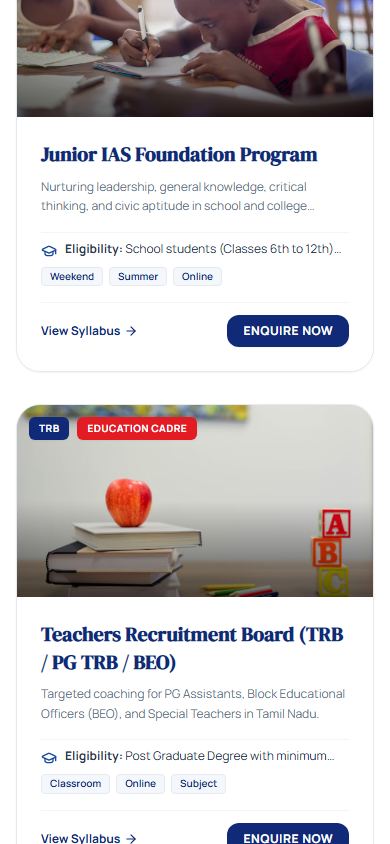 Junior IAS Foundation Program
Nurturing leadership, general knowledge, critical
thinking, and civic aptitude in school and college...
Eligibility: School students (Classes 6th to 12th)...
Weekend Summer Online
View Syllabus → ENQUIRE NOW
TRB EDUCATION CADRE
A
B
C
Teachers Recruitment Board (TRB
/ PG TRB / BEO)
Targeted coaching for PG Assistants, Block Educational
Officers (BEO), and Special Teachers in Tamil Nadu.
Eligibility: Post Graduate Degree with minimum...
Classroom Online Subject
View Syllabus → ENQUIRE NOW